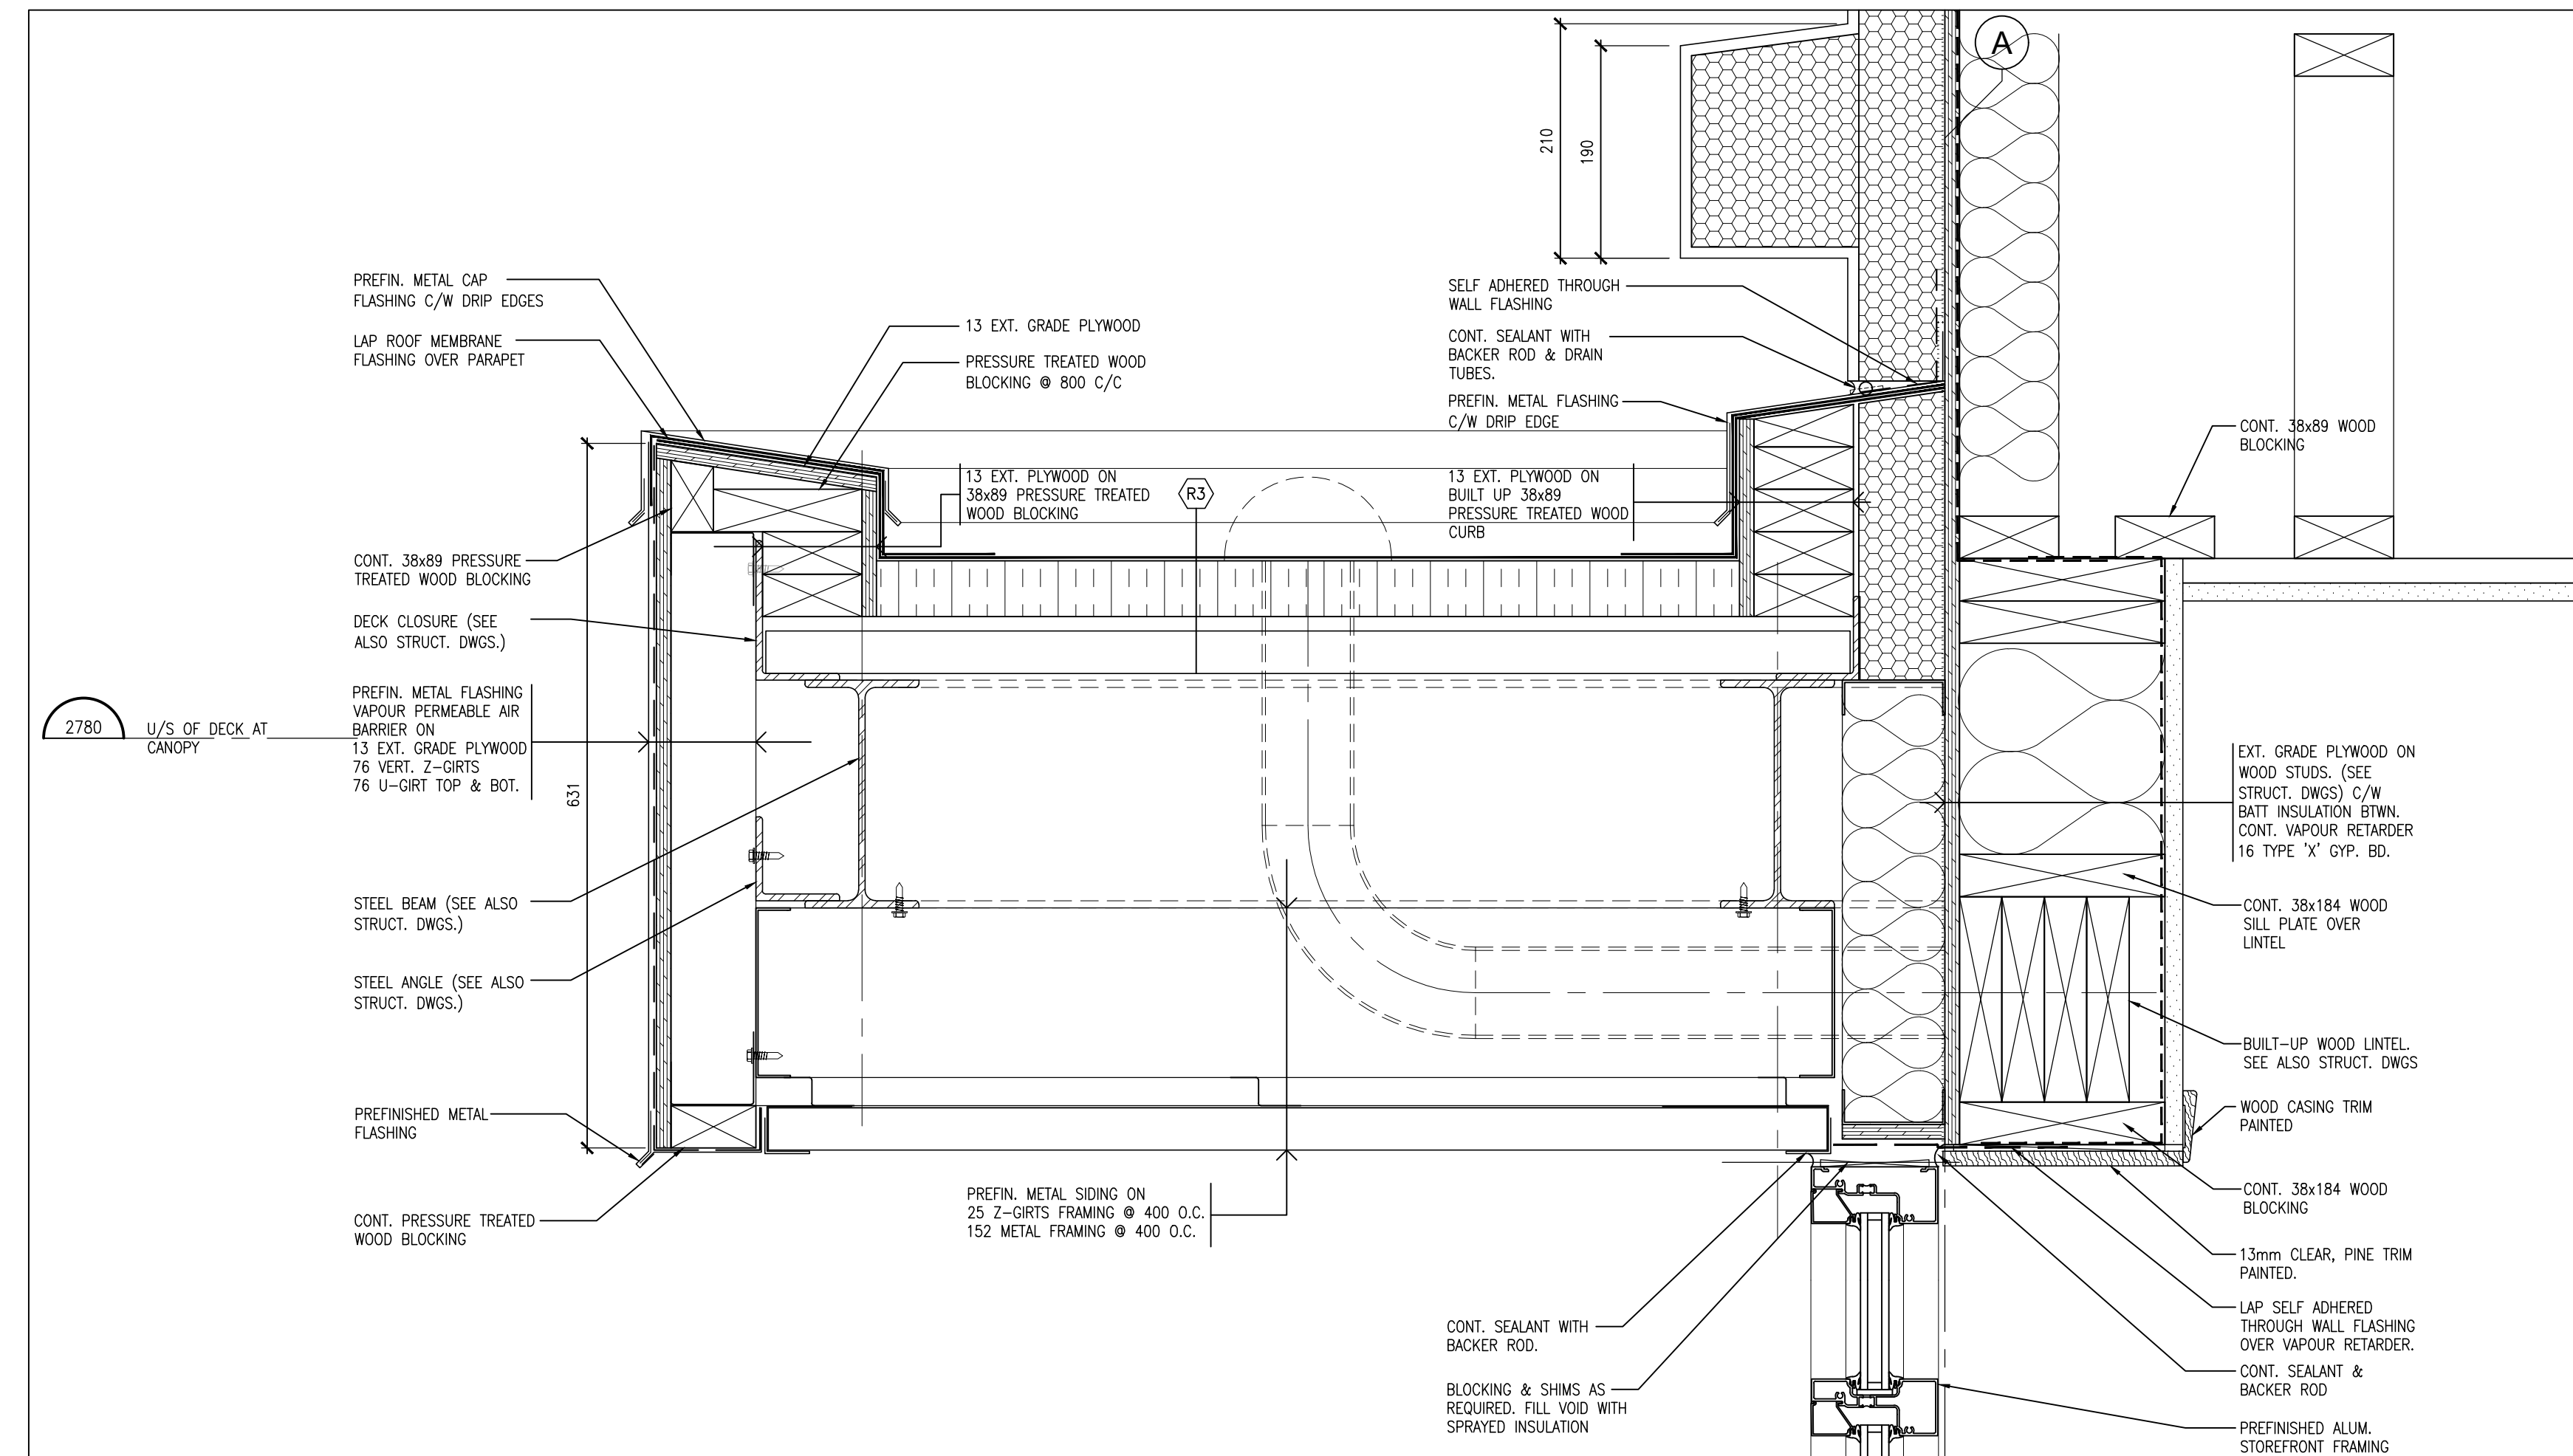 A
210
190
PREFIN. METAL CAP
FLASHING C/W DRIP EDGES
LAP ROOF MEMBRANE
FLASHING OVER PARAPET
13 EXT. GRADE PLYWOOD
PRESSURE TREATED WOOD
BLOCKING @ 800 C/C
SELF ADHERED THROUGH
WALL FLASHING
CONT. SEALANT WITH
BACKER ROD & DRAIN
TUBES.
PREFIN. METAL FLASHING
C/W DRIP EDGE
CONT. 38x89 WOOD
BLOCKING
13 EXT. PLYWOOD ON
38x89 PRESSURE TREATED
WOOD BLOCKING
R3
13 EXT. PLYWOOD ON
BUILT UP 38x89
PRESSURE TREATED WOOD
CURB
CONT. 38x89 PRESSURE
TREATED WOOD BLOCKING
DECK CLOSURE (SEE
ALSO STRUCT. DWGS.)
2780
U/S OF DECK AT
CANOPY
PREFIN. METAL FLASHING
VAPOUR PERMEABLE AIR
BARRIER ON
13 EXT. GRADE PLYWOOD
76 VERT. Z-GIRTS
76 U-GIRT TOP & BOT.
631
EXT. GRADE PLYWOOD ON
WOOD STUDS. (SEE
STRUCT. DWGS) C/W
BATT INSULATION BTWN.
CONT. VAPOUR RETARDER
16 TYPE 'X' GYP. BD.
STEEL BEAM (SEE ALSO
STRUCT. DWGS.)
CONT. 38x184 WOOD
SILL PLATE OVER
LINTEL
STEEL ANGLE (SEE ALSO
STRUCT. DWGS.)
BUILT-UP WOOD LINTEL.
SEE ALSO STRUCT. DWGS
PREFINISHED METAL
FLASHING
WOOD CASING TRIM
PAINTED
CONT. PRESSURE TREATED
WOOD BLOCKING
PREFIN. METAL SIDING ON
25 Z-GIRTS FRAMING @ 400 O.C.
152 METAL FRAMING @ 400 O.C.
CONT. 38x184 WOOD
BLOCKING
13mm CLEAR, PINE TRIM
PAINTED.
LAP SELF ADHERED
THROUGH WALL FLASHING
OVER VAPOUR RETARDER.
CONT. SEALANT WITH
BACKER ROD.
CONT. SEALANT &
BACKER ROD
BLOCKING & SHIMS AS
REQUIRED. FILL VOID WITH
SPRAYED INSULATION
PREFINISHED ALUM.
STOREFRONT FRAMING